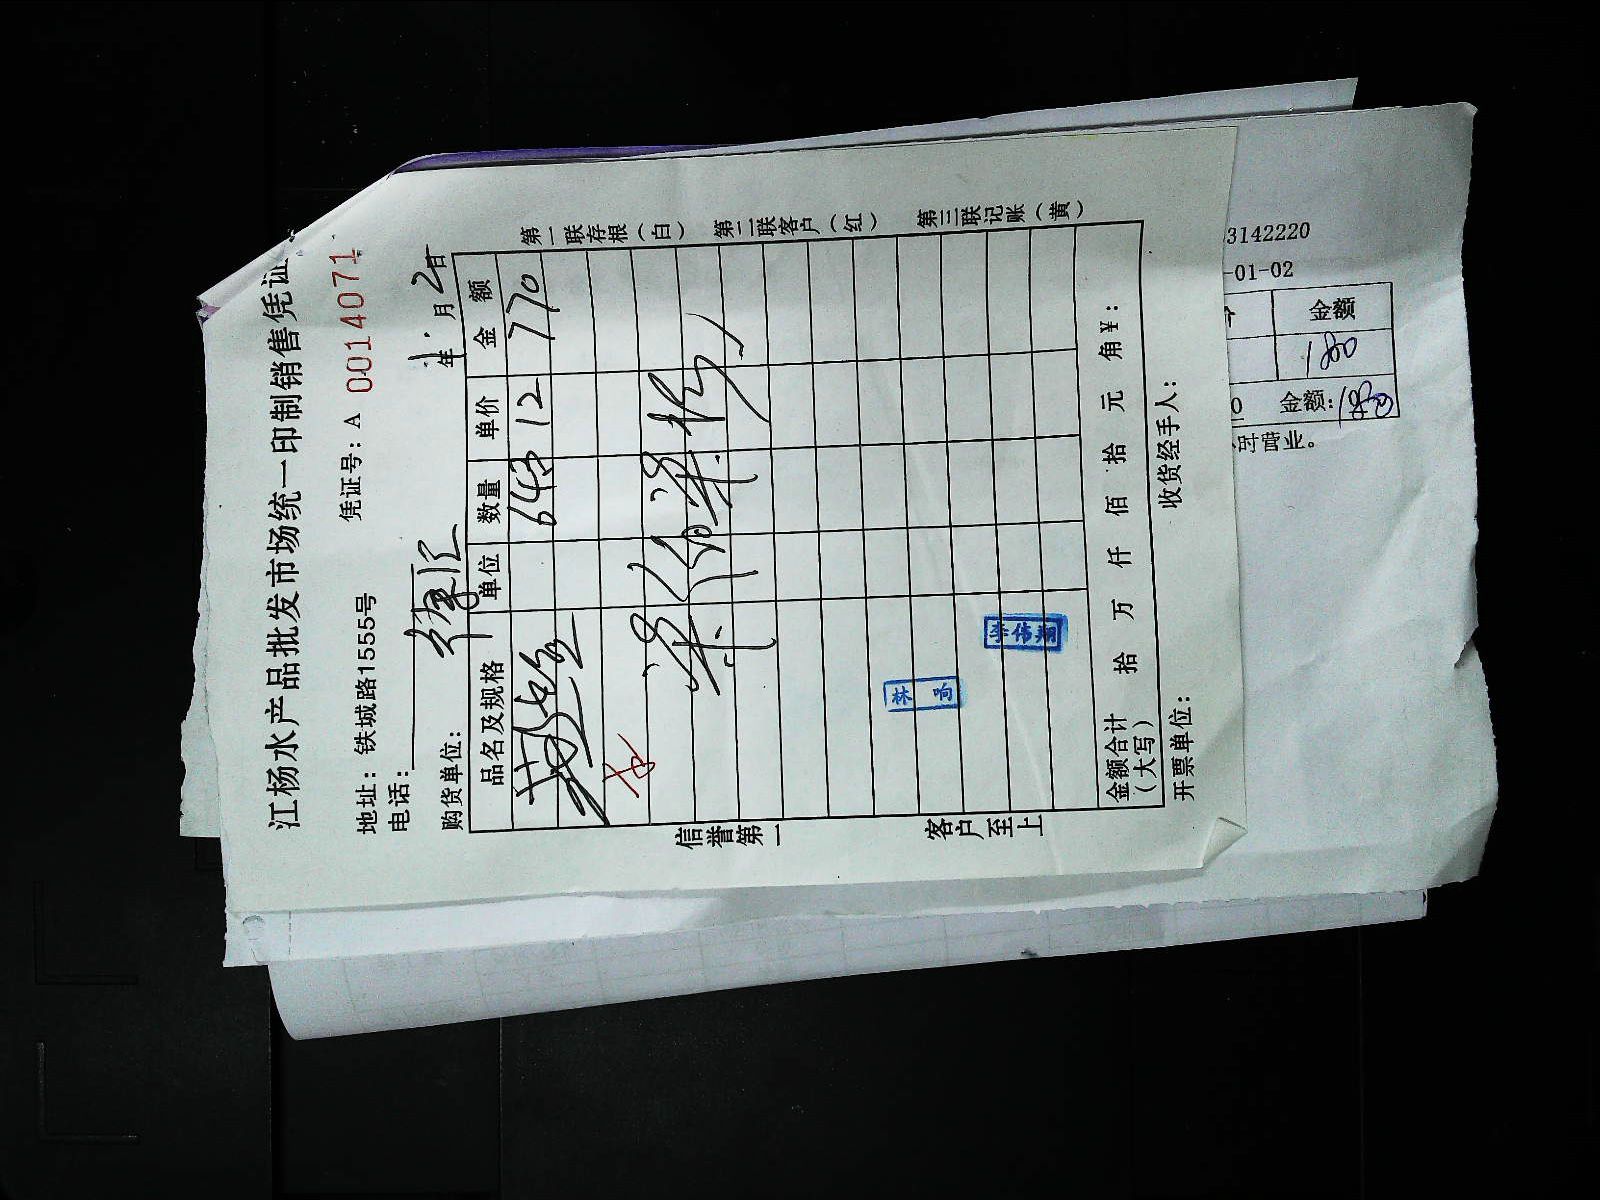 江杨水产品批发市场统一印制销售凭证
地址：铁城路1555号 凭证号：A 0014071
电话：
购货单位： 年 月 2日
品名及规格 单位 数量 单价 金额
12 770
林响
李伟翔
金额合计（大写） 拾 万 仟 佰 拾 元 角 ¥：
开票单位： 收货经手人：
信誉第一 客户至上
第一联存根（白） 第二联客户（红） 第三联记账（黄）
3142220
-01-02
金额
180
0 金额：180
时营业。